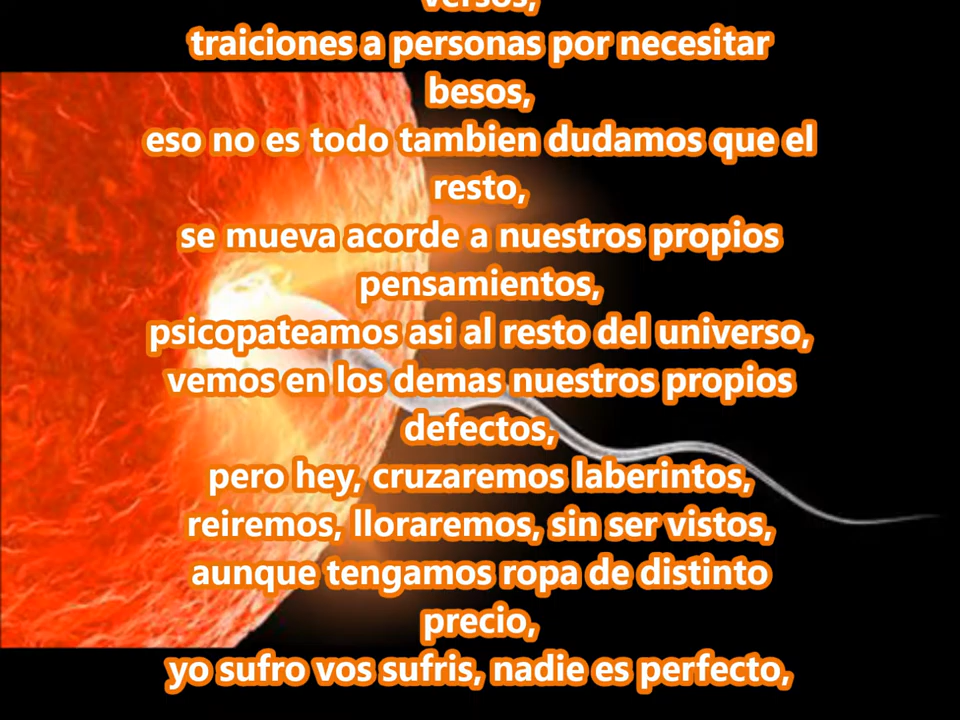 versos,
traiciones a personas por necesitar
besos,
eso no es todo tambien dudamos que el
resto,
se mueva acorde a nuestros propios
pensamientos,
psicopateamos asi al resto del universo,
vemos en los demas nuestros propios
defectos,
pero hey, cruzaremos laberintos,
reiremos, lloraremos, sin ser vistos,
aunque tengamos ropa de distinto
precio,
yo sufro vos sufris, nadie es perfecto,